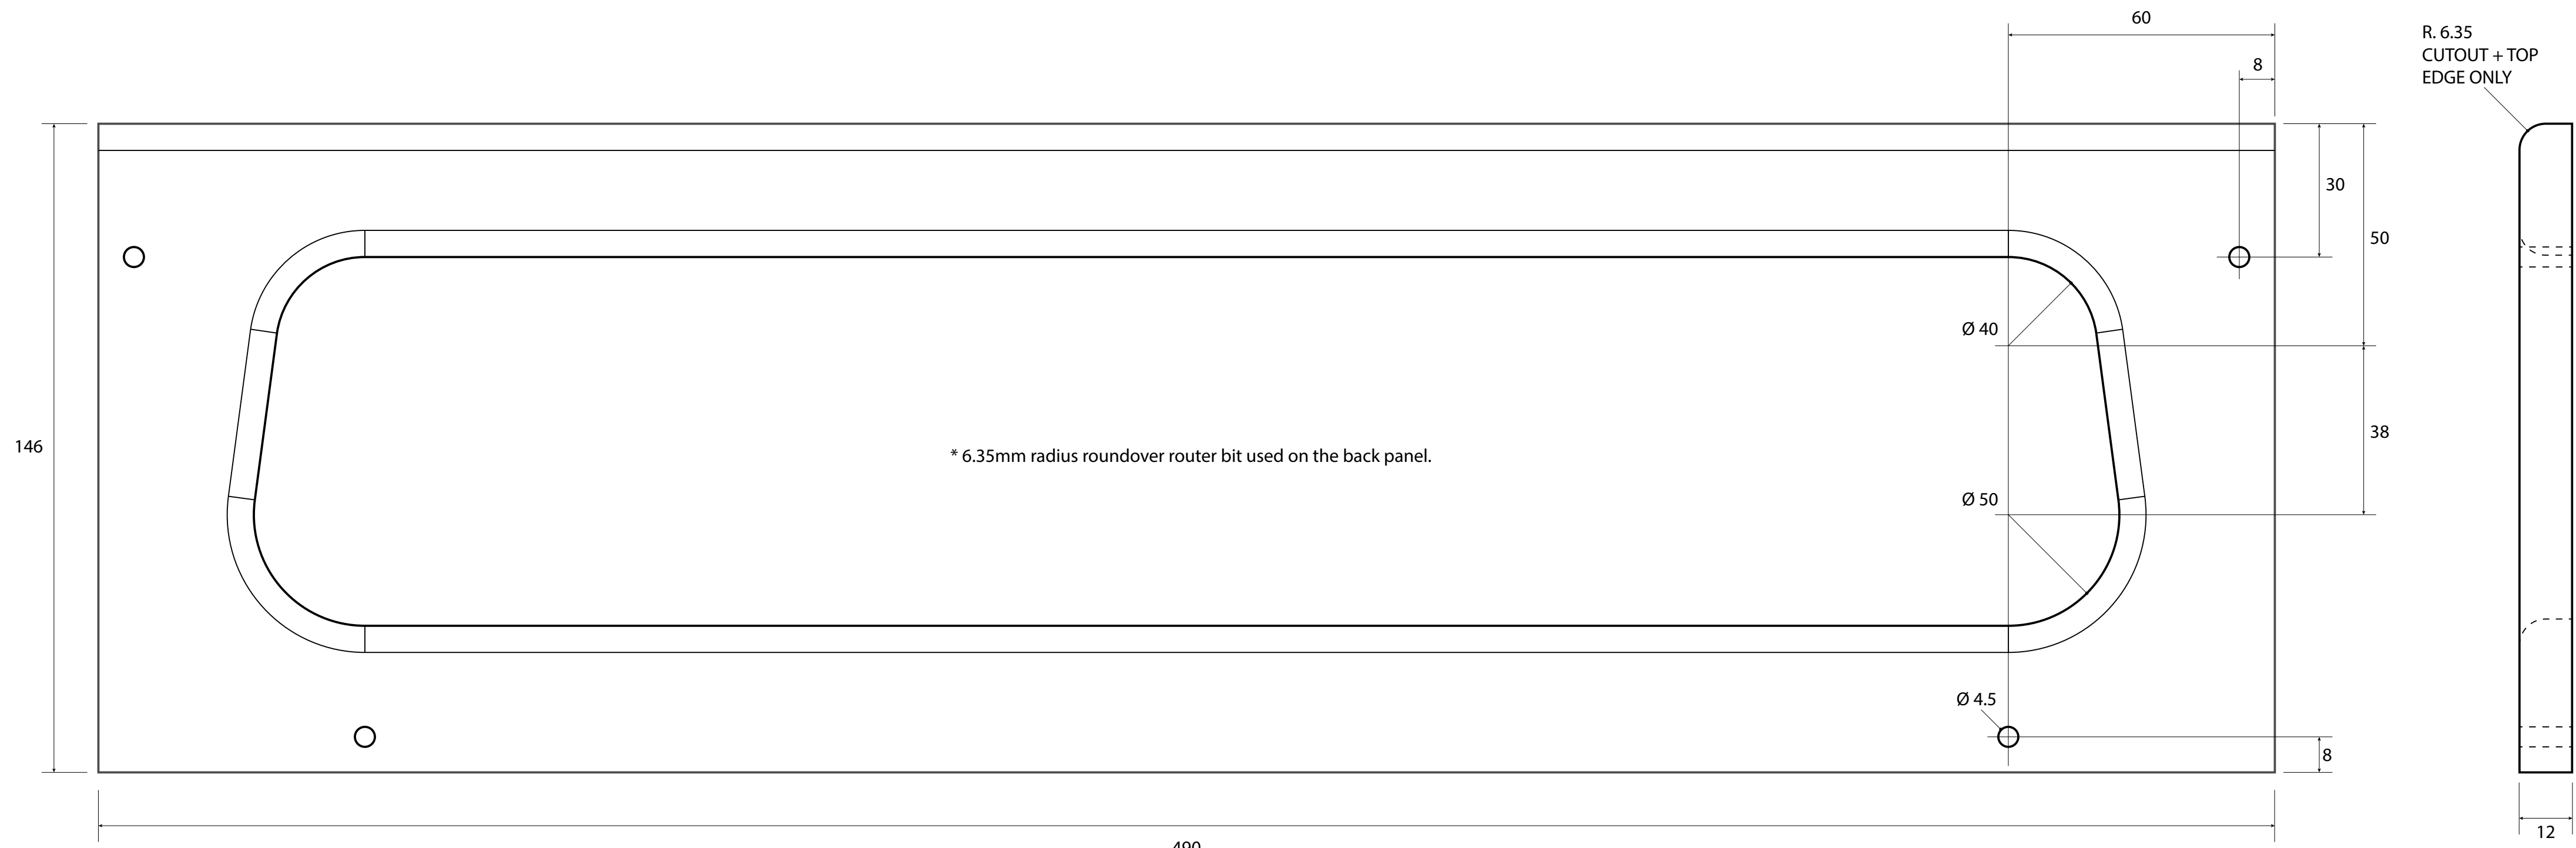 60
R. 6.35
CUTOUT + TOP
EDGE ONLY
8
30
50
Ø 40
38
146
* 6.35mm radius roundover router bit used on the back panel.
Ø 50
Ø 4.5
8
12
490